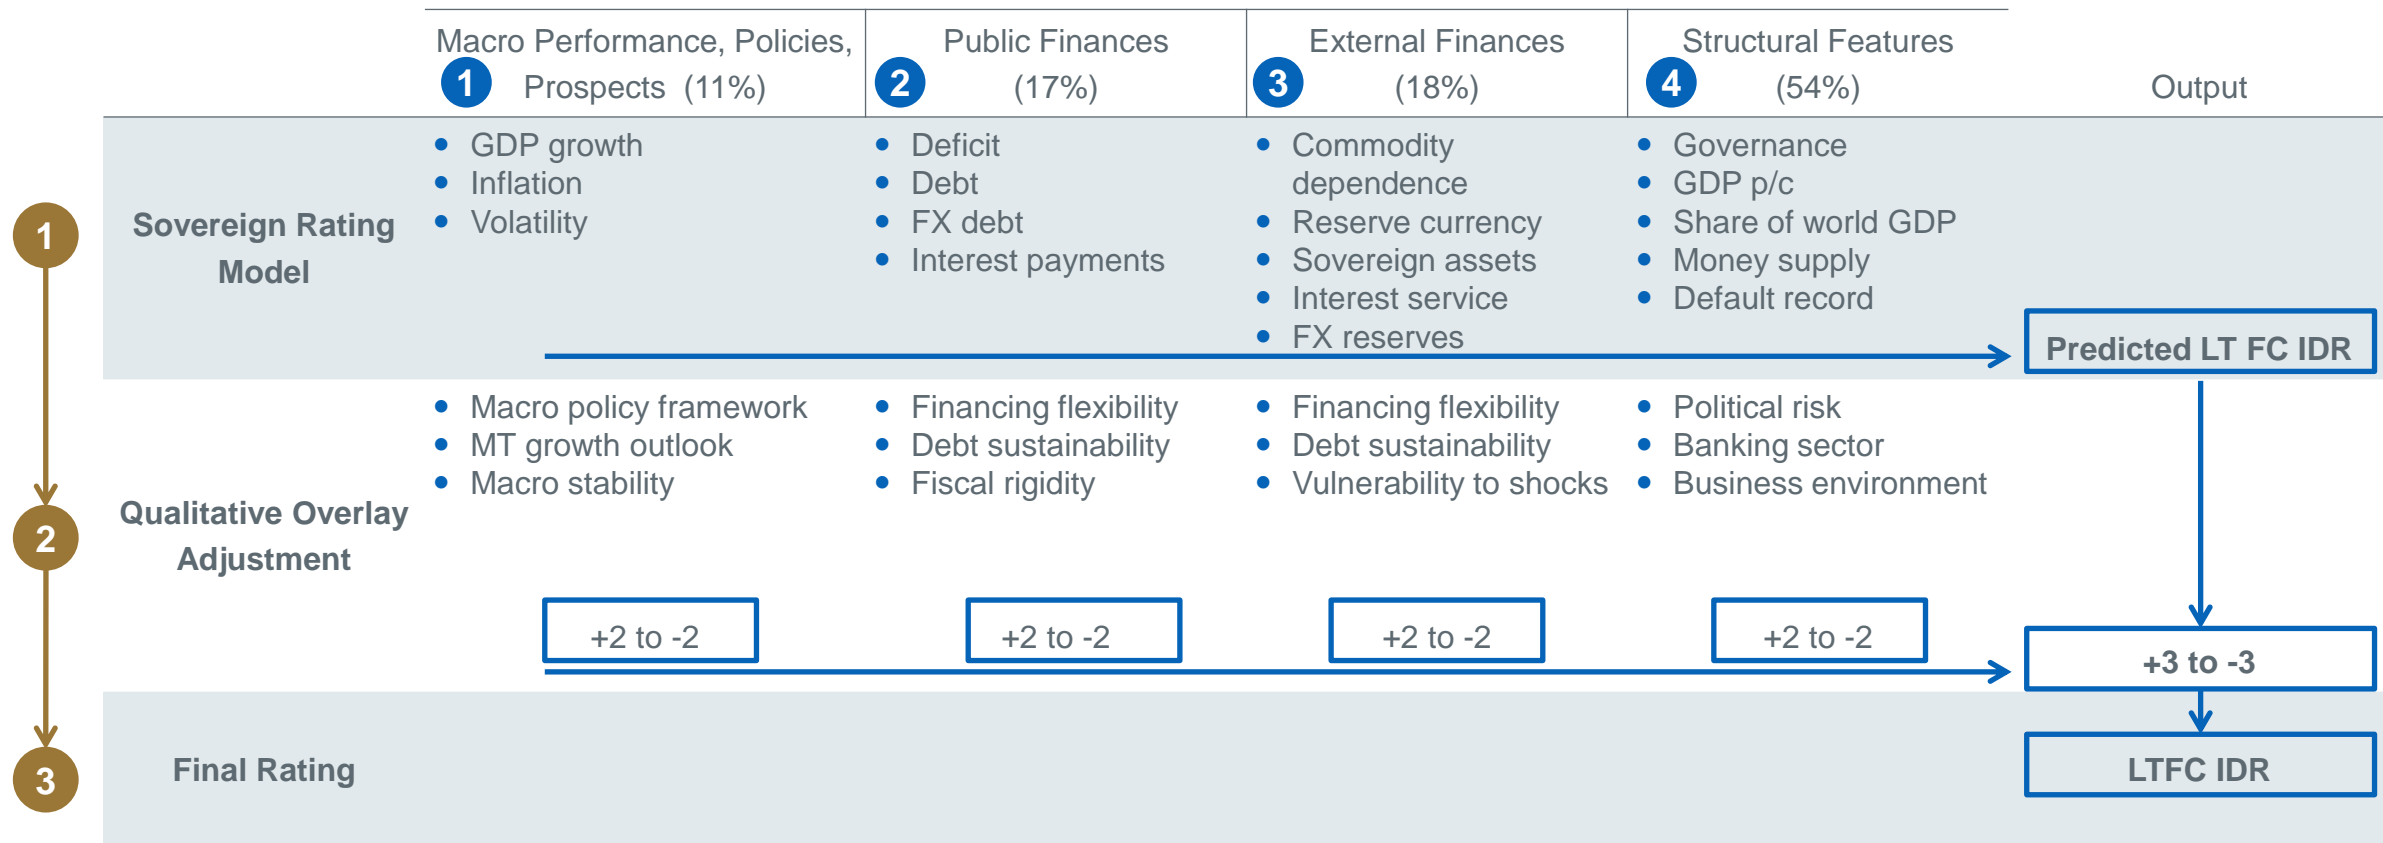 Macro Performance, Policies,
1 Prospects (11%)
Public Finances
2 (17%)
External Finances
3 (18%)
Structural Features
4 (54%)
Output
1
Sovereign Rating
Model
• GDP growth
• Inflation
• Volatility
• Deficit
• Debt
• FX debt
• Interest payments
• Commodity
dependence
• Reserve currency
• Sovereign assets
• Interest service
• FX reserves
• Governance
• GDP p/c
• Share of world GDP
• Money supply
• Default record
Predicted LT FC IDR
2
Qualitative Overlay
Adjustment
• Macro policy framework
• MT growth outlook
• Macro stability
• Financing flexibility
• Debt sustainability
• Fiscal rigidity
• Financing flexibility
• Debt sustainability
• Vulnerability to shocks
• Political risk
• Banking sector
• Business environment
+2 to -2
+2 to -2
+2 to -2
+2 to -2
+3 to -3
3
Final Rating
LTFC IDR